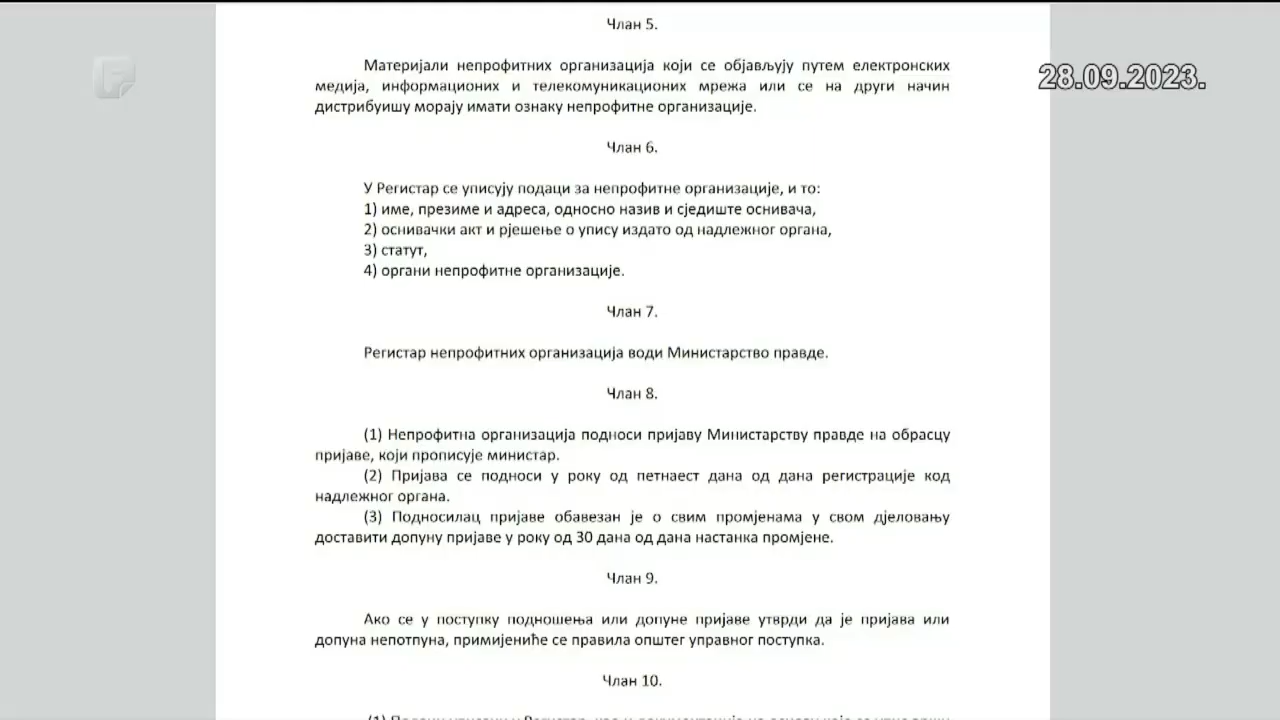 Члан 5.
28.09.2023.
Материјали непрофитних организација који се објављују путем електронских
медија, информационих и телекомуникационих мрежа или се на други начин
дистрибуишу морају имати ознаку непрофитне организације.
Члан 6.
У Регистар се уписују подаци за непрофитне организације, и то:
1) име, презиме и адреса, односно назив и сједиште оснивача,
2) оснивачки акт и рјешење о упису издато од надлежног органа,
3) статут,
4) органи непрофитне организације.
Члан 7.
Регистар непрофитних организација води Министарство правде.
Члан 8.
(1) Непрофитна организација подноси пријаву Министарству правде на обрасцу
пријаве, који прописује министар.
(2) Пријава се подноси у року од петнаест дана од дана регистрације код
надлежног органа.
(3) Подносилац пријаве обавезан је о свим промјенама у свом дјеловању
доставити допуну пријаве у року од 30 дана од дана настанка промјене.
Члан 9.
Ако се у поступку подношења или допуне пријаве утврди да је пријава или
допуна непотпуна, примијениће се правила општег управног поступка.
Члан 10.